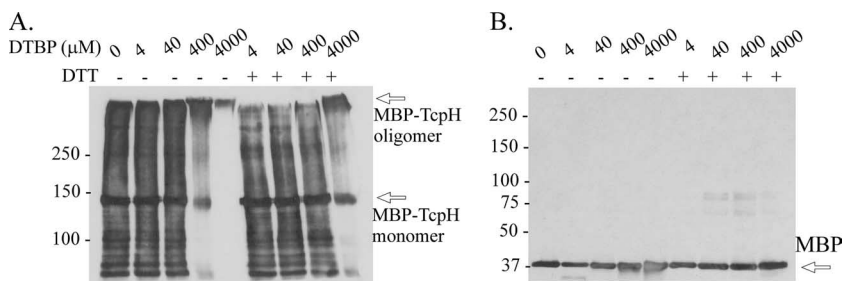 A.
DTBP (μM) 0 4 40 400 4000 4 40 400 4000
DTT - - - - - + + + +
MBP-TcpH
oligomer
250 -
150 -
MBP-TcpH
monomer
100 -
B.
0 4 40 400 4000 4 40 400 4000
- - - - - + + + +
250 -
150 -
100 -
75 -
50 -
MBP
37 -